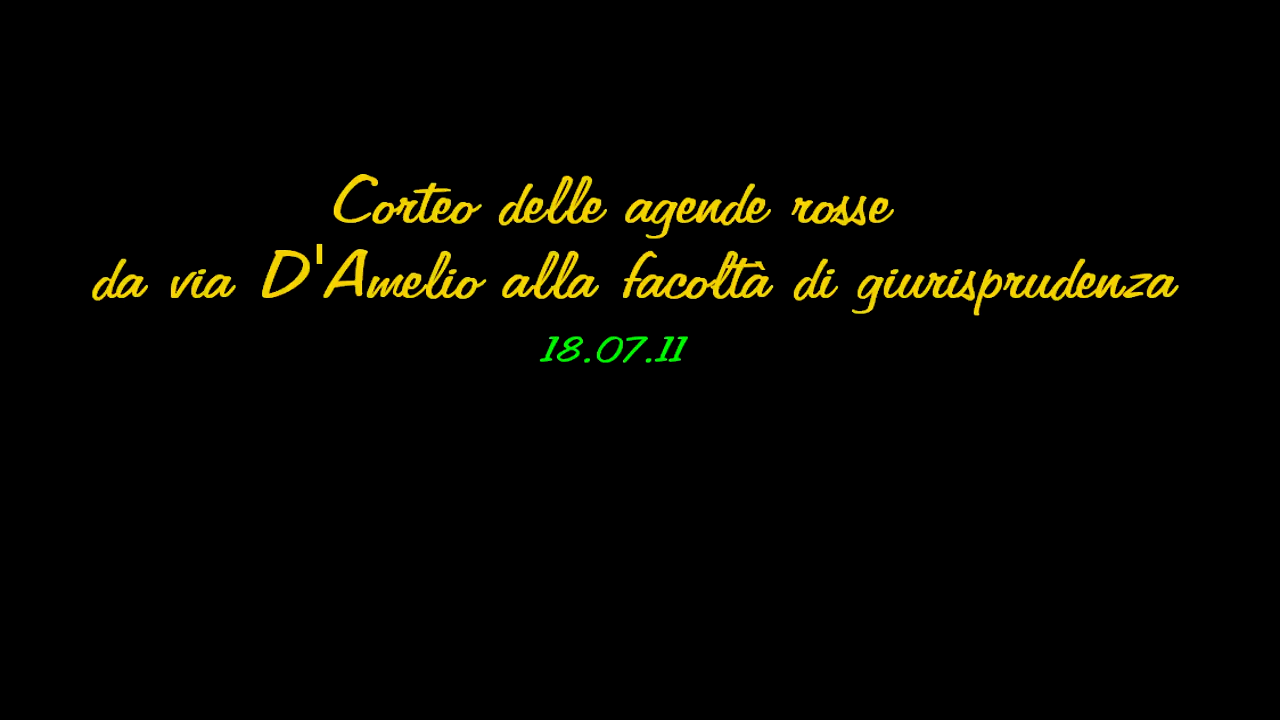 Corteo delle agende rosse
da via D'Amelio alla facoltà di giurisprudenza
18.07.11